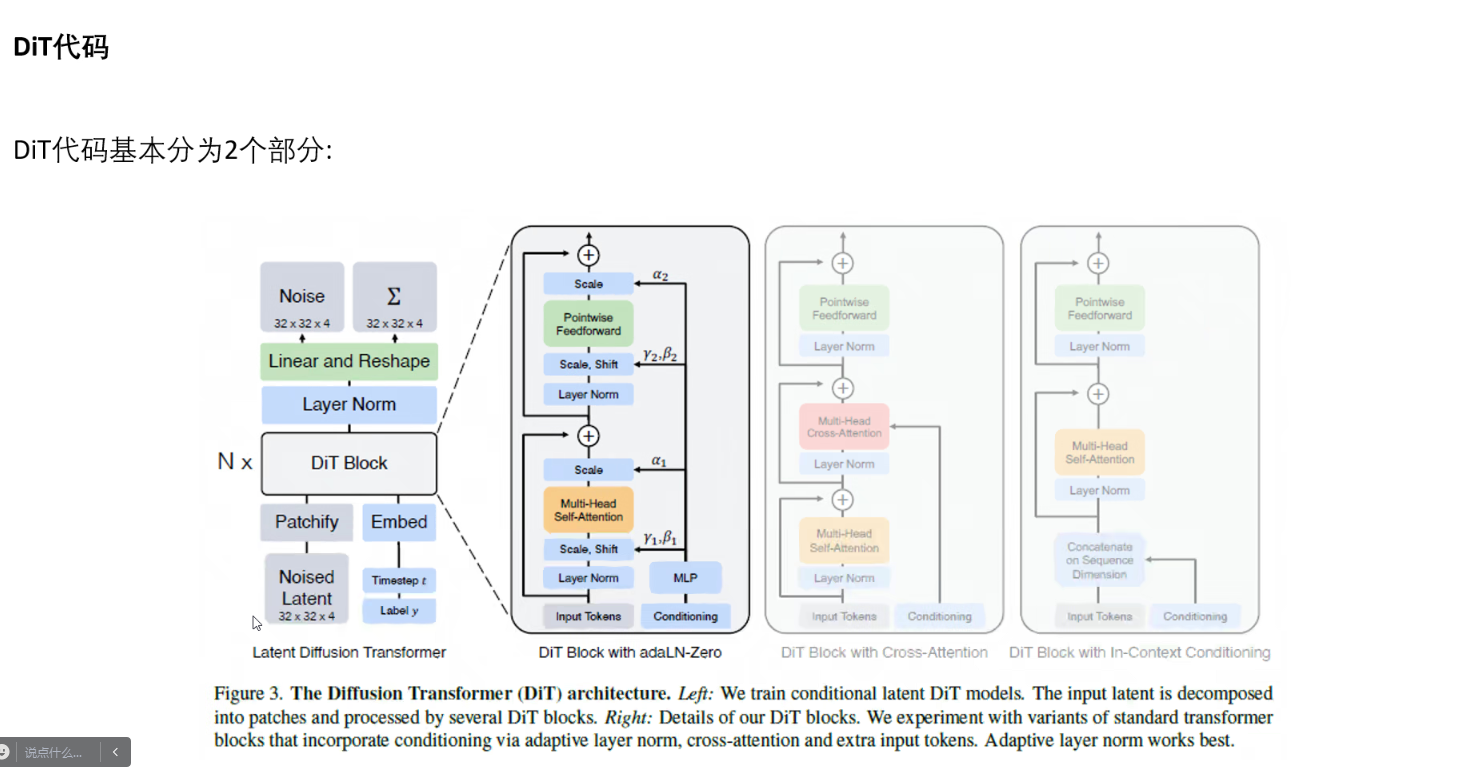 DiT代码
DiT代码基本分为2个部分:
Noise
32 x 32 x 4
Σ
32 x 32 x 4
Linear and Reshape
Layer Norm
N x
DiT Block
Patchify
Embed
Noised
Latent
32 x 32 x 4
Timestep t
Label y
Latent Diffusion Transformer
Scale
α₂
Pointwise
Feedforward
Scale, Shift
γ₂,β₂
Layer Norm
Scale
α₁
Multi-Head
Self-Attention
Scale, Shift
γ₁,β₁
Layer Norm
MLP
Input Tokens
Conditioning
DiT Block with adaLN-Zero
Pointwise
Feedforward
Layer Norm
Multi-Head
Cross-Attention
Layer Norm
Multi-Head
Self-Attention
Layer Norm
Input Tokens
Conditioning
DiT Block with Cross-Attention
Pointwise
Feedforward
Layer Norm
Multi-Head
Self-Attention
Layer Norm
Concatenate
on Sequence
Dimension
Input Tokens
Conditioning
DiT Block with In-Context Conditioning
Figure 3. The Diffusion Transformer (DiT) architecture. Left: We train conditional latent DiT models. The input latent is decomposed
into patches and processed by several DiT blocks. Right: Details of our DiT blocks. We experiment with variants of standard transformer
blocks that incorporate conditioning via adaptive layer norm, cross-attention and extra input tokens. Adaptive layer norm works best.
说点什么...